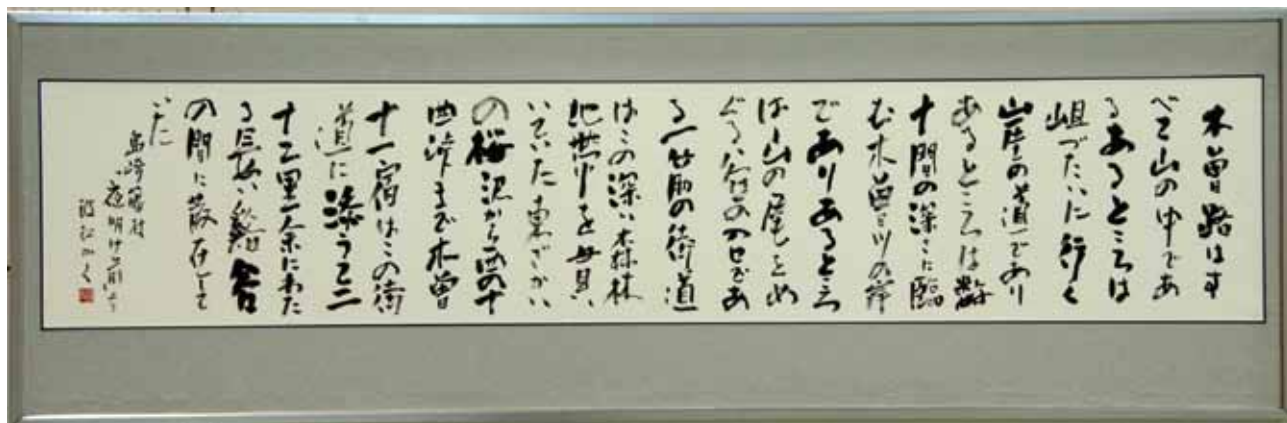 木曽路はす
べて山の中であ
るあるところは
岨づたいに行く
山崖の道であり
あるところは数
十間の深さに臨
む木曽川の岸
であり あるところ
は山の尾をめ
ぐる谷の入口であ
る一筋の街道
はこの深い森林
地帯を貫い
いていた東ざかい
の桜沢から西の十
曲峠まで木曽
十一宿はこの街
道に添うて二
十二里余にわた
る長い谿谷
の間に散在して
いた
島崎藤村
夜明け前より
かく